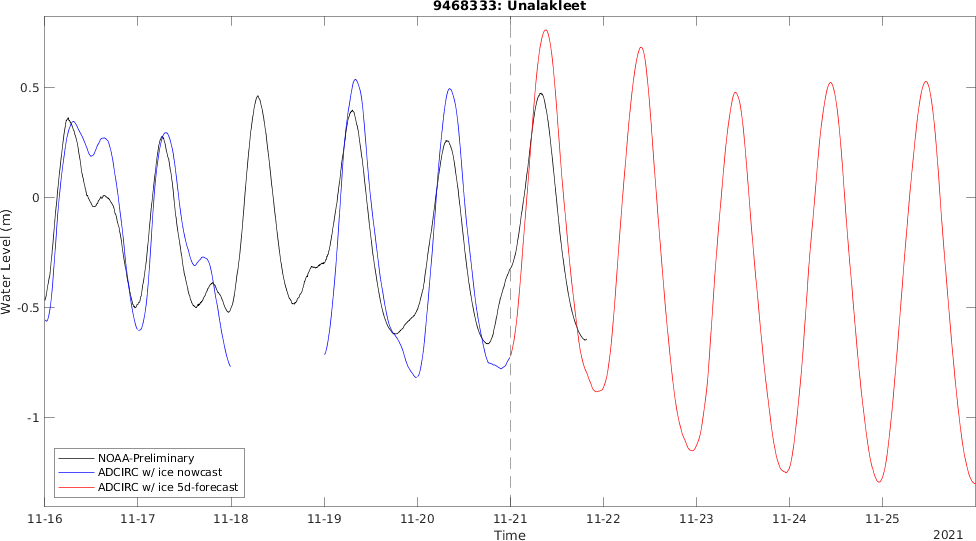 9468333: Unalakleet
0.5
0
-0.5
-1
Water Level (m)
NOAA-Preliminary
ADCIRC w/ ice nowcast
ADCIRC w/ ice 5d-forecast
11-16 11-17 11-18 11-19 11-20 11-21 11-22 11-23 11-24 11-25
Time
2021